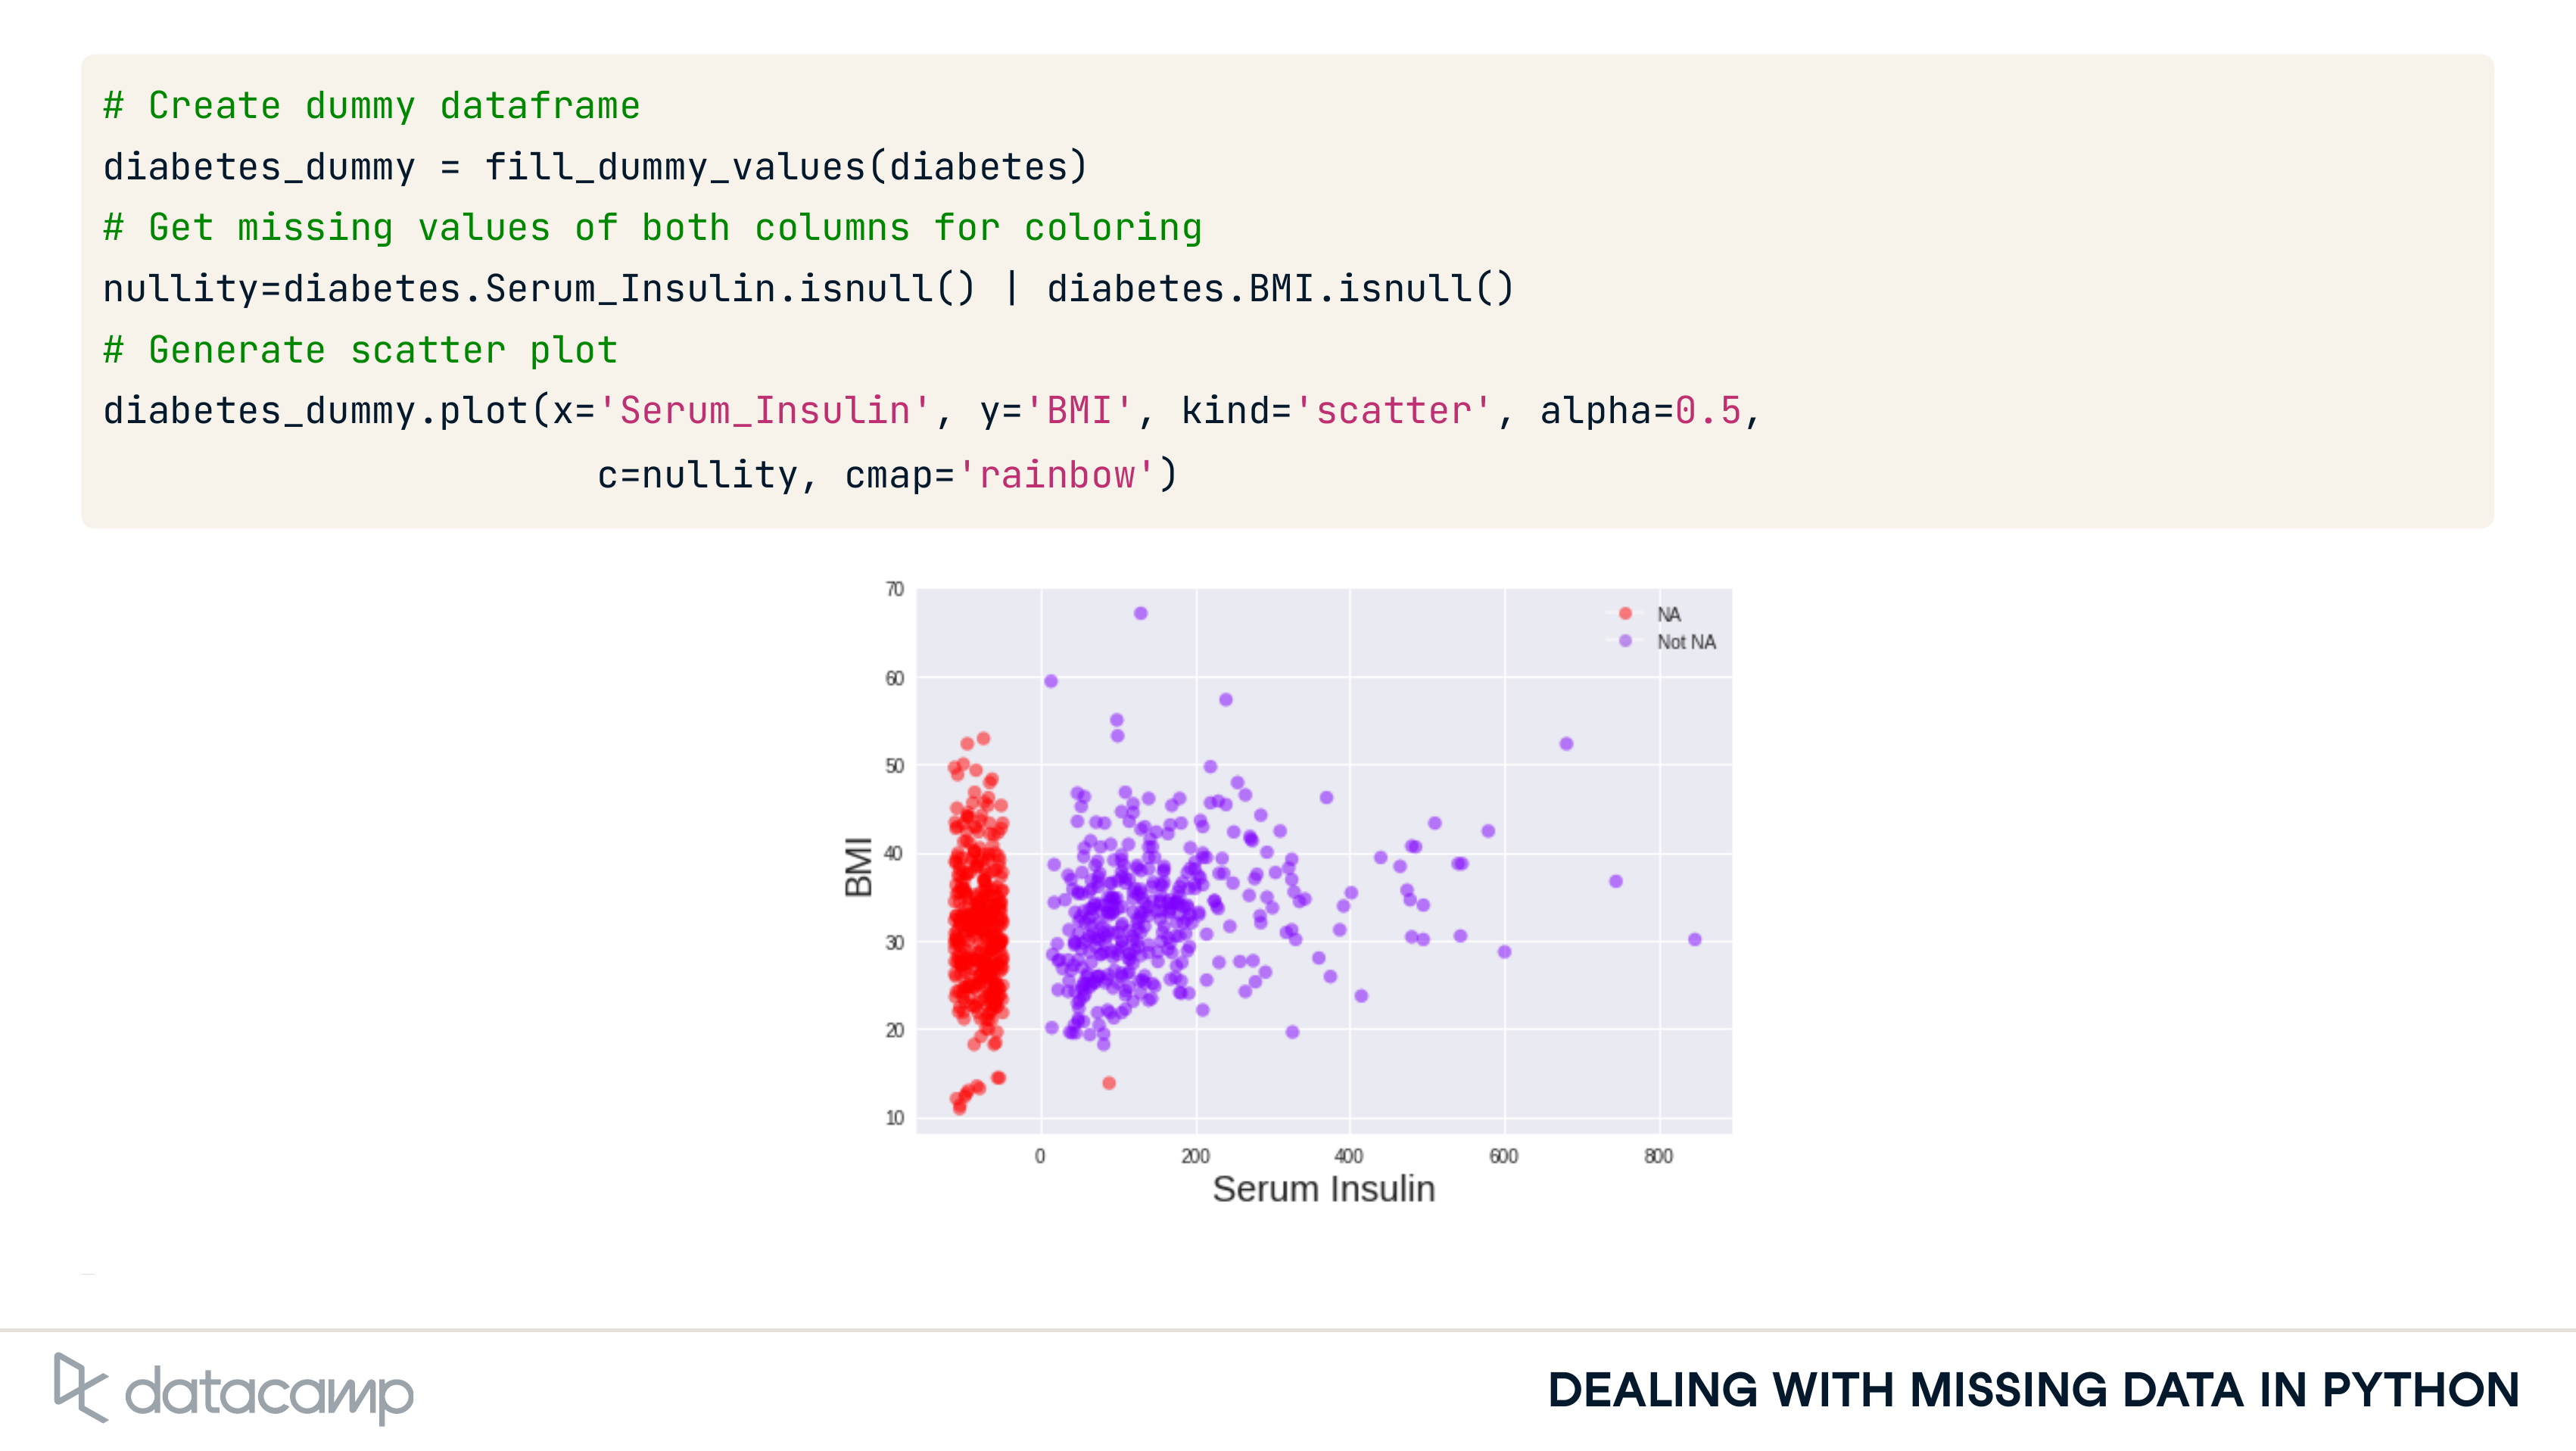 # Create dummy dataframe
diabetes_dummy = fill_dummy_values(diabetes)
# Get missing values of both columns for coloring
nullity=diabetes.Serum_Insulin.isnull() | diabetes.BMI.isnull()
# Generate scatter plot
diabetes_dummy.plot(x='Serum_Insulin', y='BMI', kind='scatter', alpha=0.5,
c=nullity, cmap='rainbow')
70
60
50
40
30
20
10
BMI
NA
Not NA
0 200 400 600 800
Serum Insulin
datacamp
DEALING WITH MISSING DATA IN PYTHON